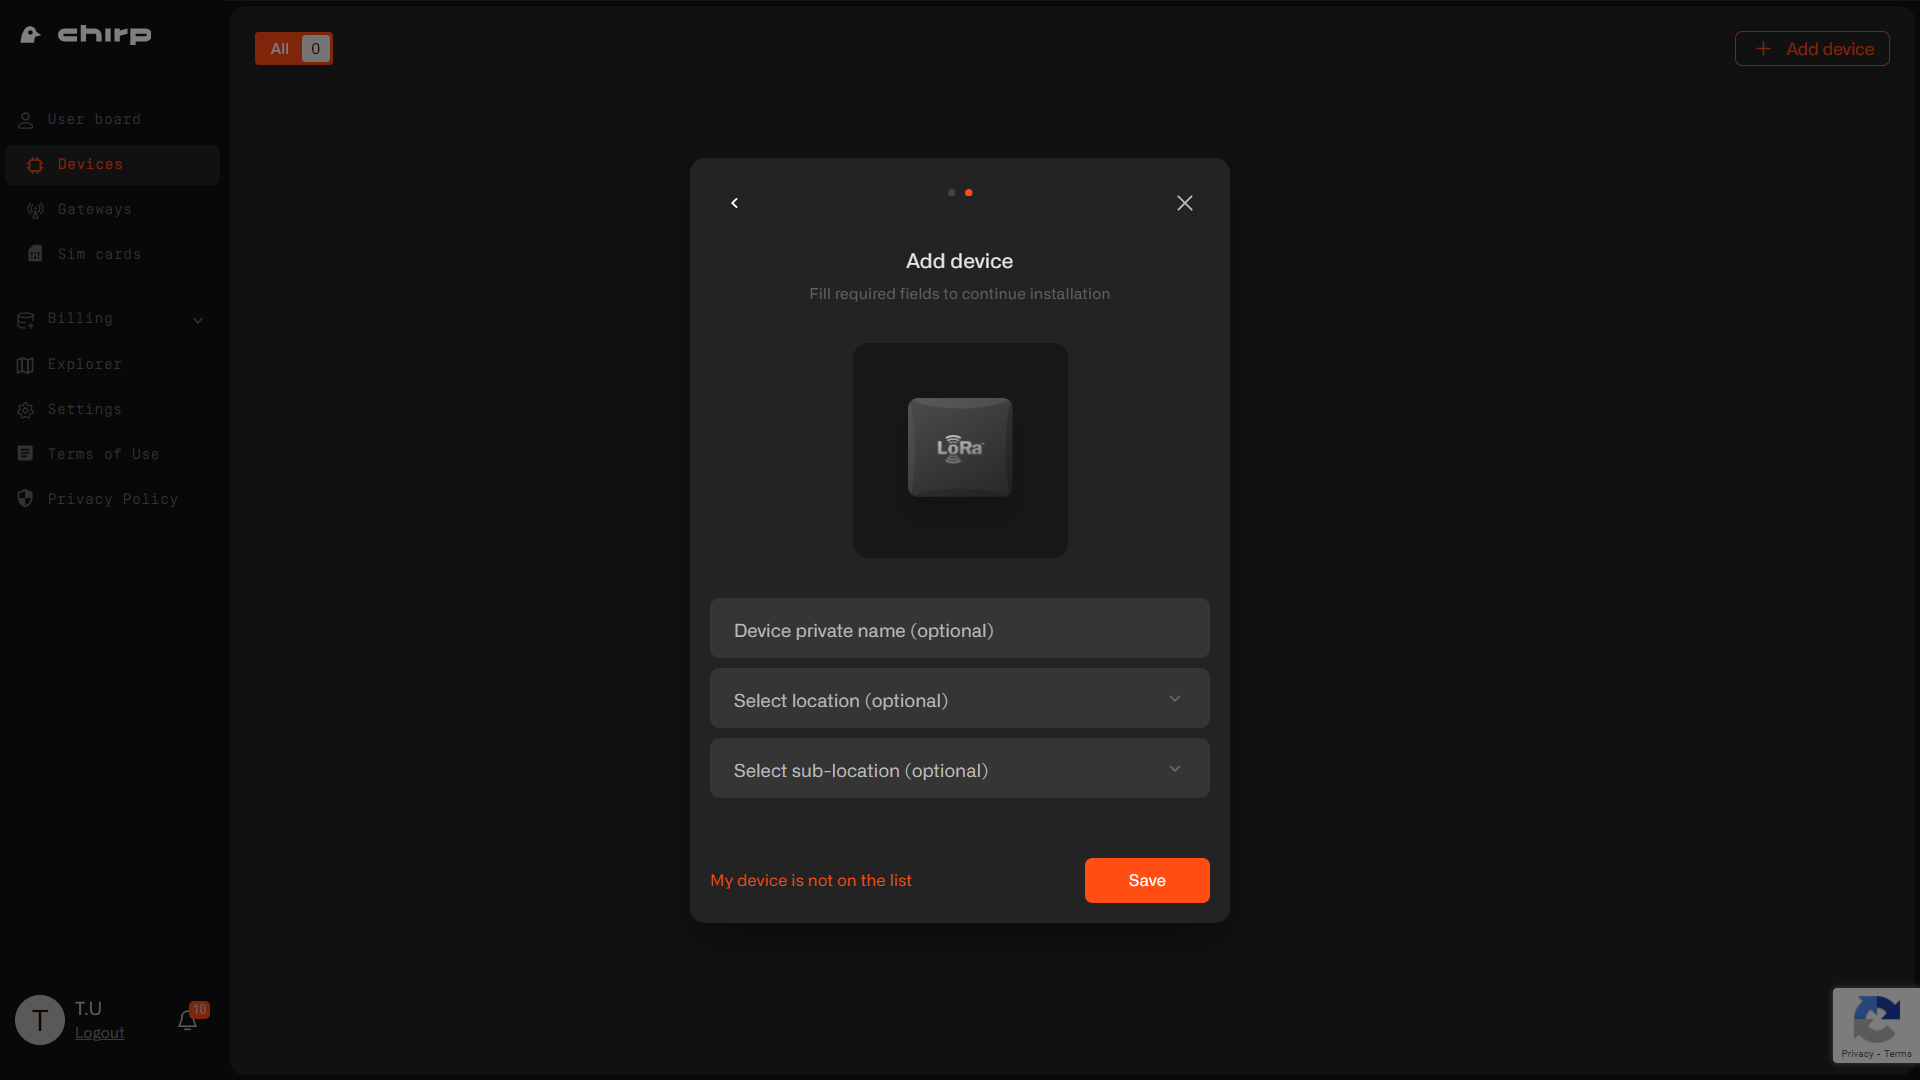 chirp
User board
Devices
Gateways
Sim cards
Billing
Explorer
Settings
Terms of Use
Privacy Policy
T
T.U
Logout
10
All 0
+ Add device
Add device
Fill required fields to continue installation
LoRa
Device private name (optional)
Select location (optional)
Select sub-location (optional)
My device is not on the list
Save
Privacy - Terms